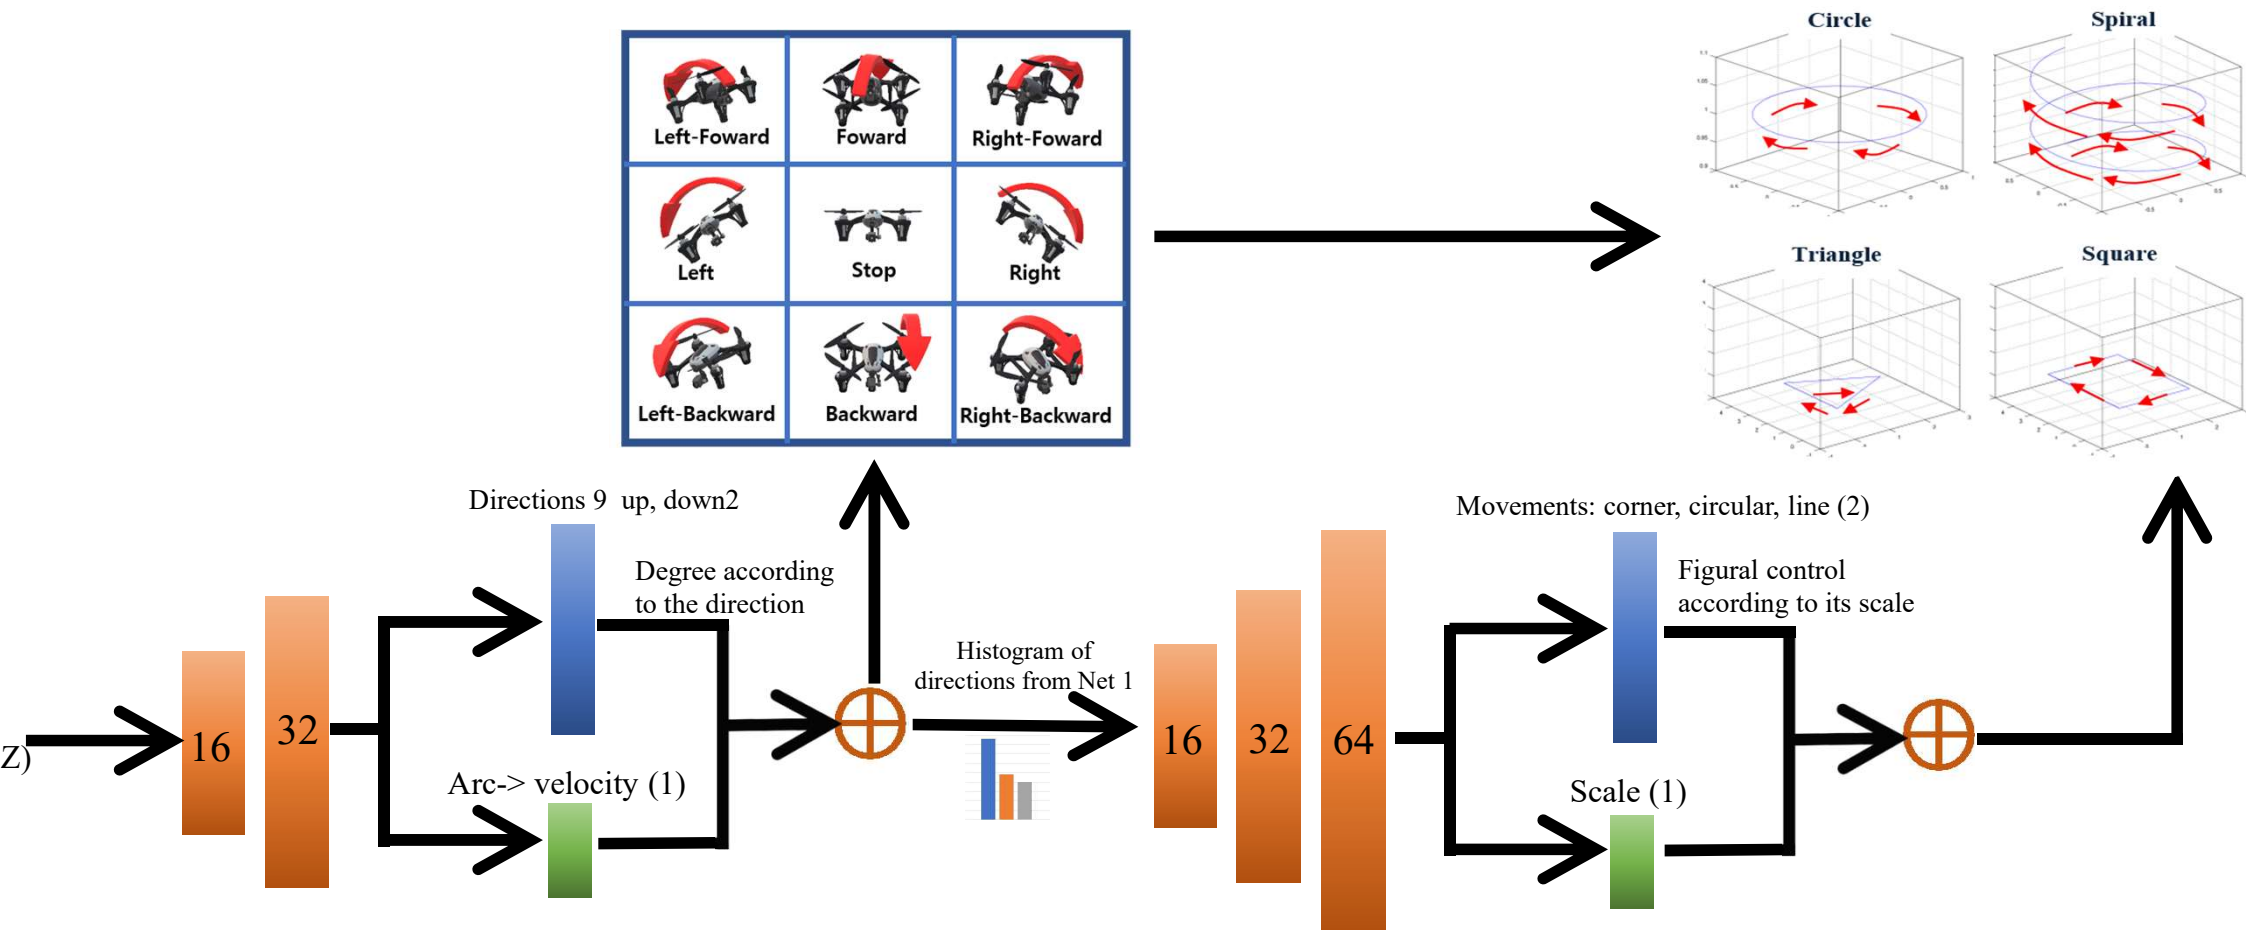 Circle
Spiral
Left-Foward
Foward
Right-Foward
Left
Stop
Right
Left-Backward
Backward
Right-Backward
Triangle
Square
Directions 9 up, down2
Degree according
to the direction
Arc-> velocity (1)
Z)
16
32
Histogram of
directions from Net 1
16
32
64
Movements: corner, circular, line (2)
Figural control
according to its scale
Scale (1)